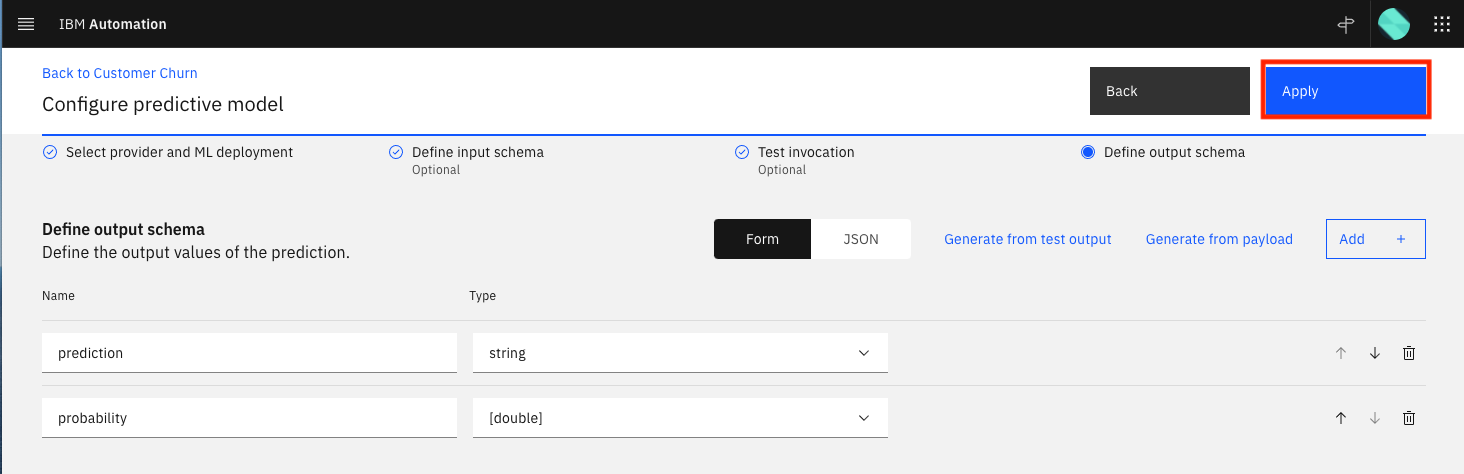 IBM Automation
Back to Customer Churn
Configure predictive model
Back
Apply
Select provider and ML deployment
Define input schema
Optional
Test invocation
Optional
Define output schema
Define output schema
Define the output values of the prediction.
Form
JSON
Generate from test output
Generate from payload
Add +
Name
Type
prediction
string
probability
[double]